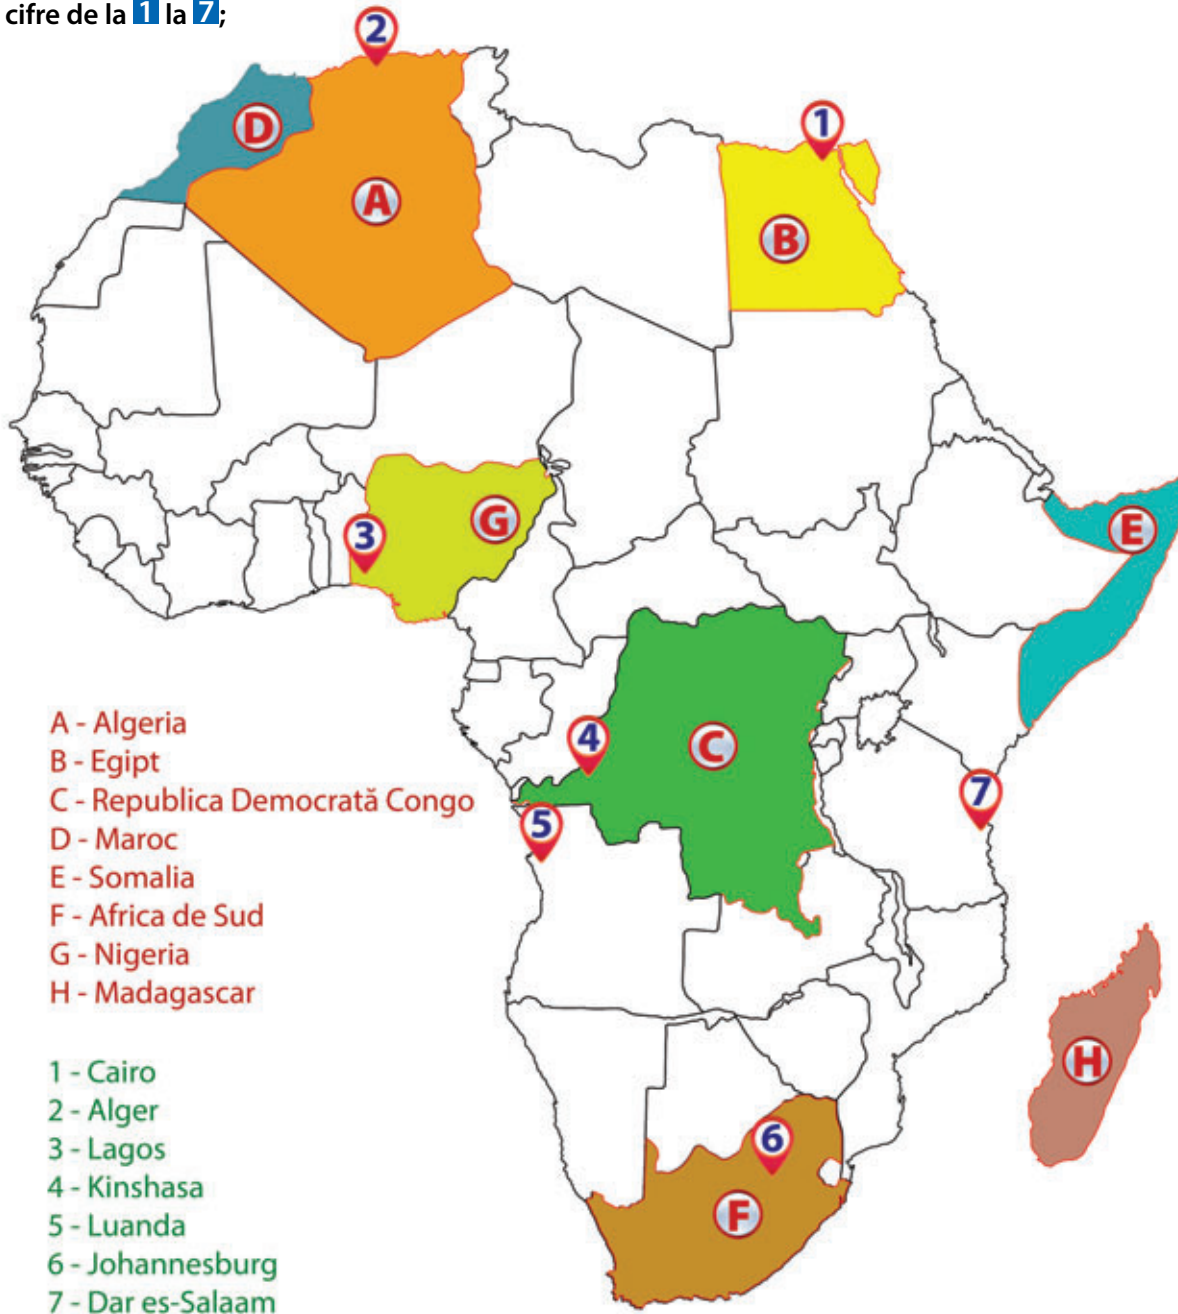 cifre de la 1 la 7;
2
1
D
A
B
3
G
E
4
C
5
7
H
6
F
A - Algeria
B - Egipt
C - Republica Democrată Congo
D - Maroc
E - Somalia
F - Africa de Sud
G - Nigeria
H - Madagascar
1 - Cairo
2 - Alger
3 - Lagos
4 - Kinshasa
5 - Luanda
6 - Johannesburg
7 - Dar es-Salaam